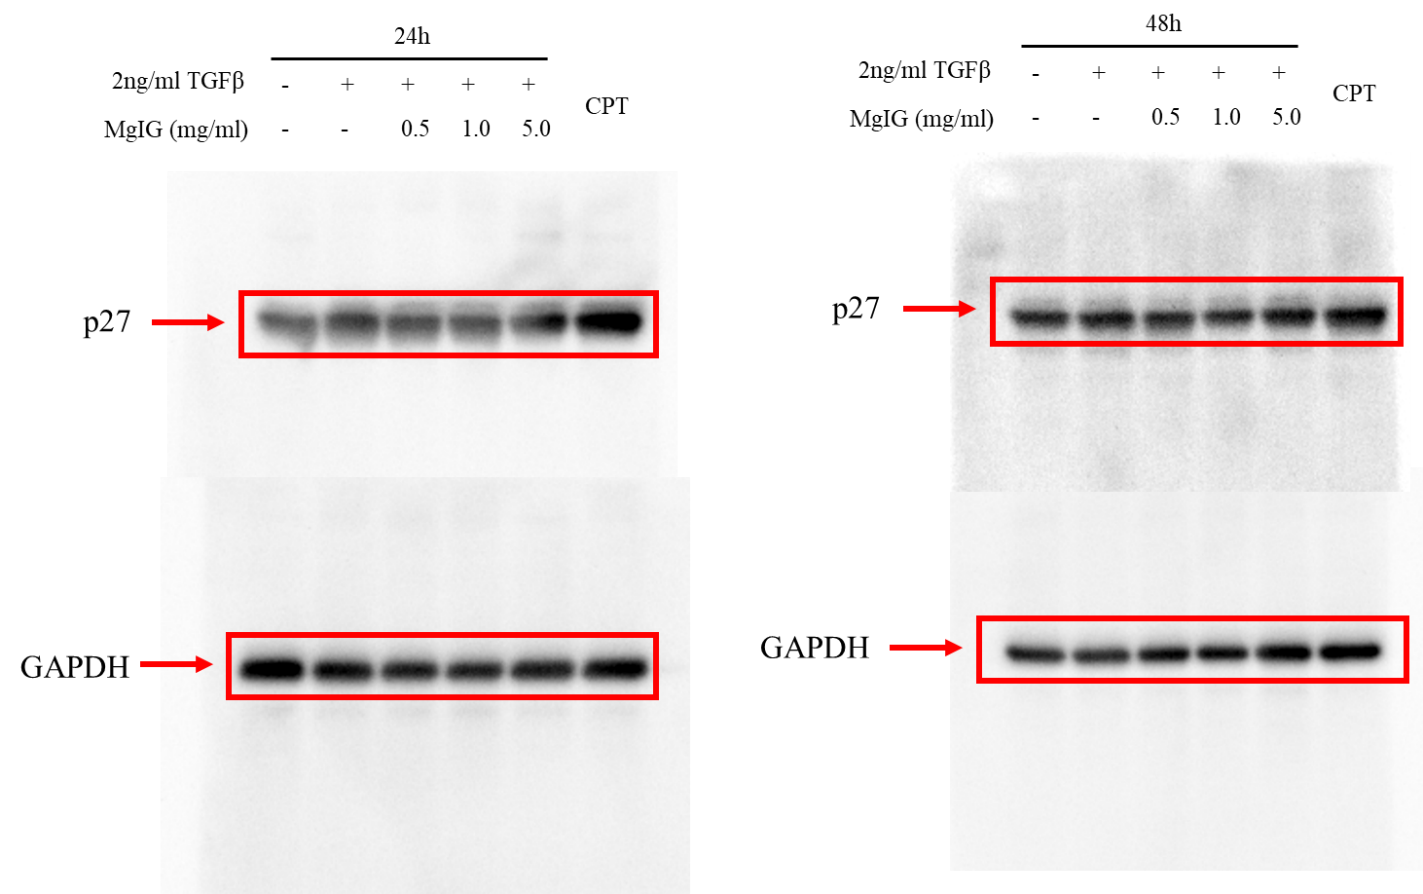 24h
2ng/ml TGFβ - + + + +
CPT
MgIG (mg/ml) - - 0.5 1.0 5.0
p27
GAPDH
48h
2ng/ml TGFβ - + + + +
CPT
MgIG (mg/ml) - - 0.5 1.0 5.0
p27
GAPDH